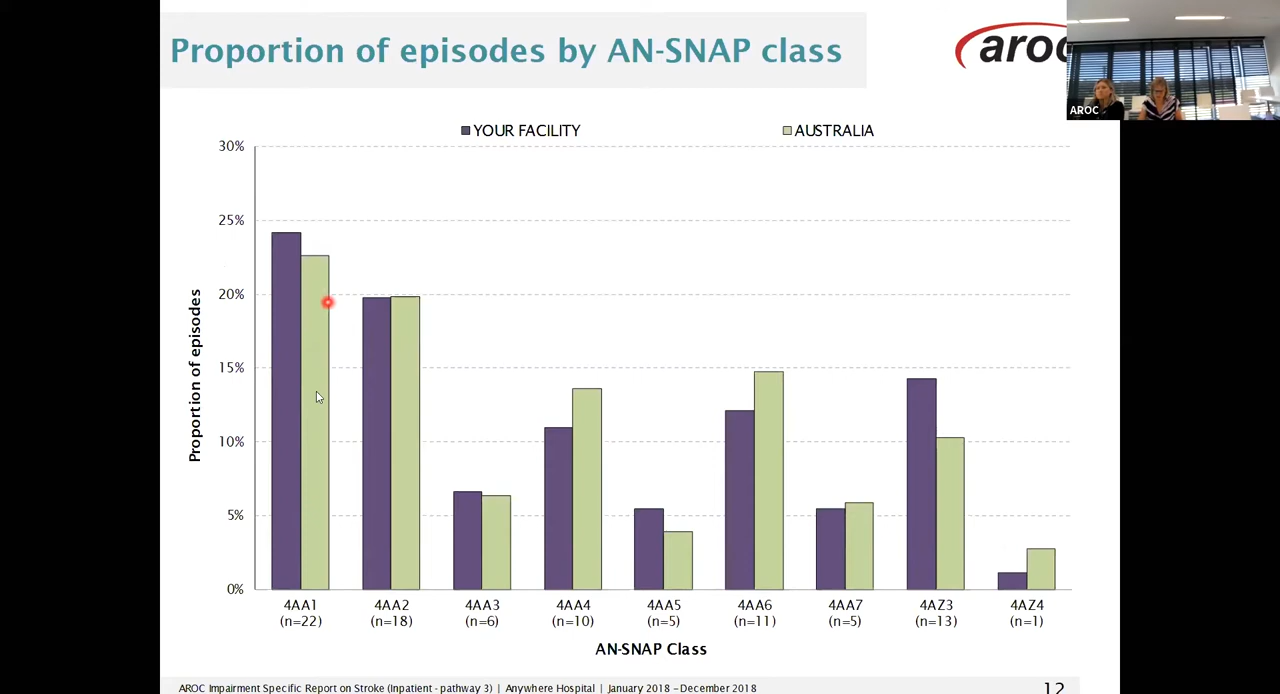 Proportion of episodes by AN-SNAP class
aroc
AROC
YOUR FACILITY
AUSTRALIA
30%
25%
20%
15%
10%
5%
0%
Proportion of episodes
4AA1
(n=22)
4AA2
(n=18)
4AA3
(n=6)
4AA4
(n=10)
4AA5
(n=5)
4AA6
(n=11)
4AA7
(n=5)
4AZ3
(n=13)
4AZ4
(n=1)
AN-SNAP Class
AROC Impairment Specific Report on Stroke (Inpatient - pathway 3) | Anywhere Hospital | January 2018 – December 2018
12